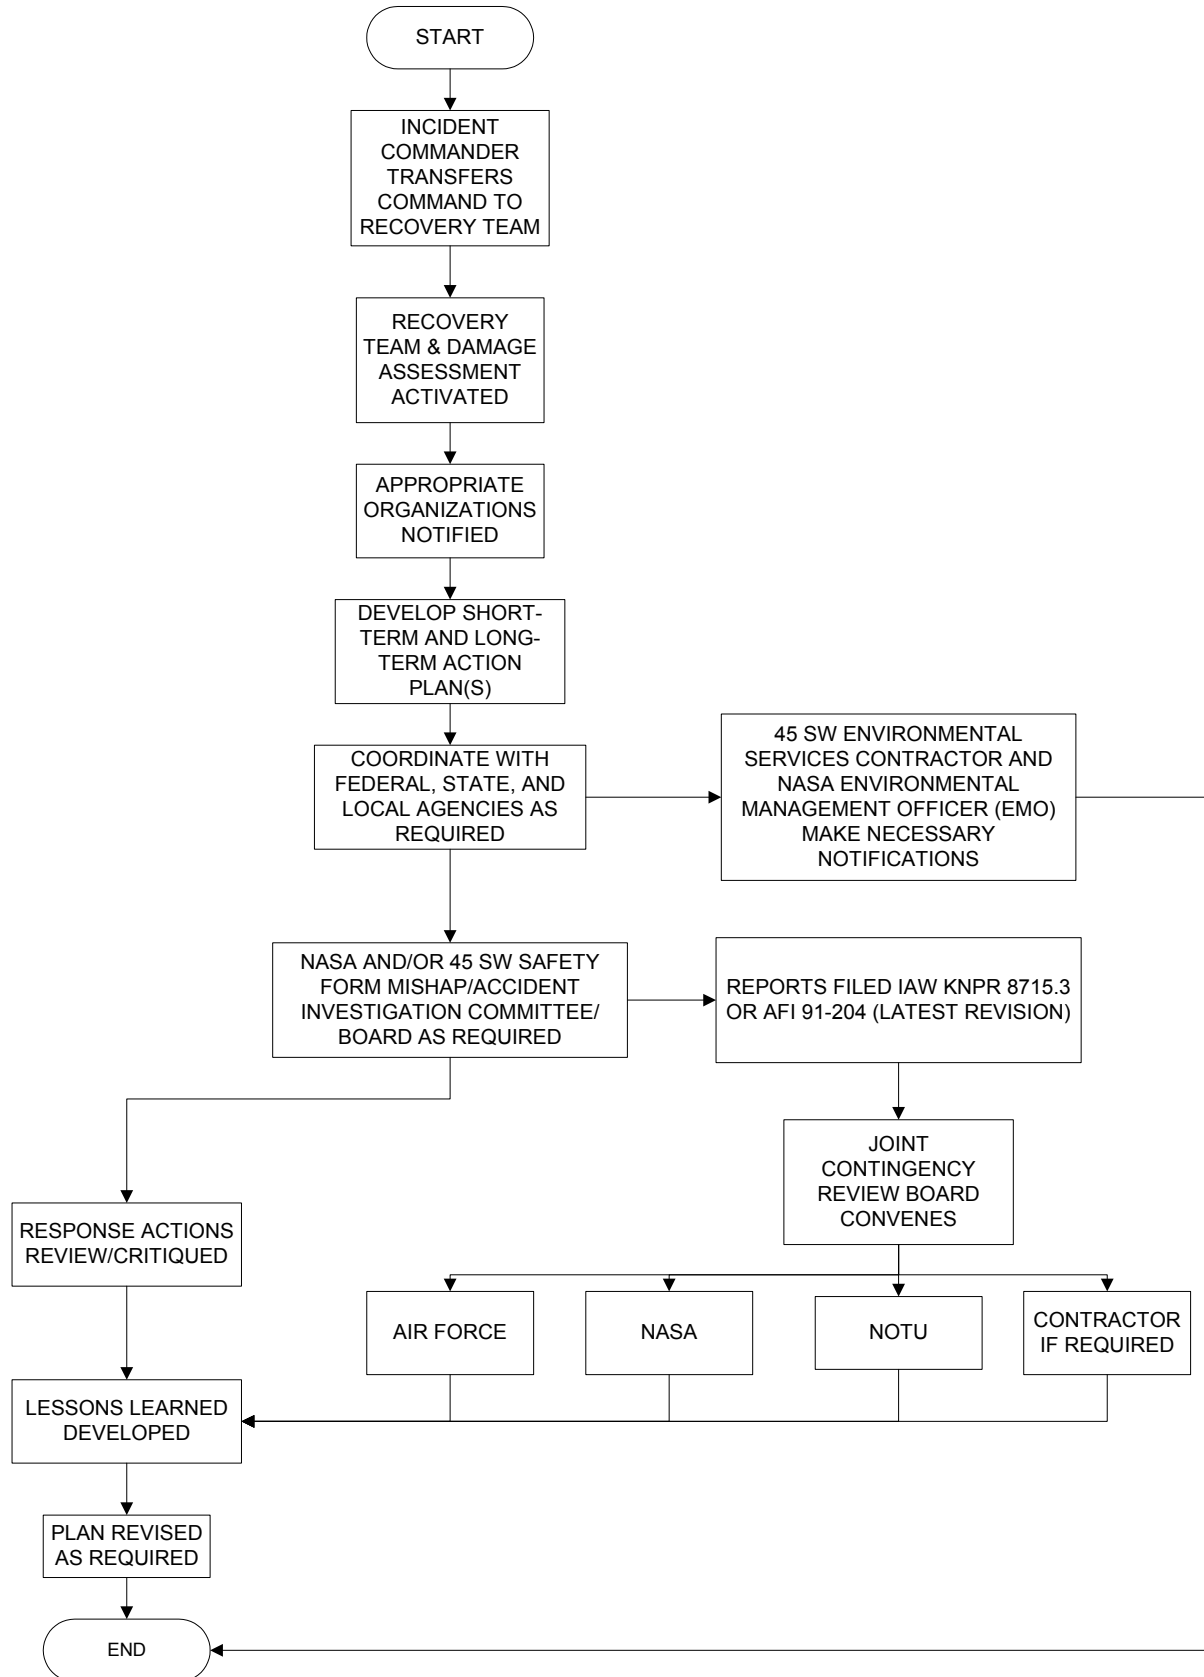 START
INCIDENT
COMMANDER
TRANSFERS
COMMAND TO
RECOVERY TEAM
RECOVERY
TEAM & DAMAGE
ASSESSMENT
ACTIVATED
APPROPRIATE
ORGANIZATIONS
NOTIFIED
DEVELOP SHORT-
TERM AND LONG-
TERM ACTION
PLAN(S)
COORDINATE WITH
FEDERAL, STATE, AND
LOCAL AGENCIES AS
REQUIRED
45 SW ENVIRONMENTAL
SERVICES CONTRACTOR AND
NASA ENVIRONMENTAL
MANAGEMENT OFFICER (EMO)
MAKE NECESSARY
NOTIFICATIONS
NASA AND/OR 45 SW SAFETY
FORM MISHAP/ACCIDENT
INVESTIGATION COMMITTEE/
BOARD AS REQUIRED
REPORTS FILED IAW KNPR 8715.3
OR AFI 91-204 (LATEST REVISION)
JOINT
CONTINGENCY
REVIEW BOARD
CONVENES
RESPONSE ACTIONS
REVIEW/CRITIQUED
AIR FORCE
NASA
NOTU
CONTRACTOR
IF REQUIRED
LESSONS LEARNED
DEVELOPED
PLAN REVISED
AS REQUIRED
END